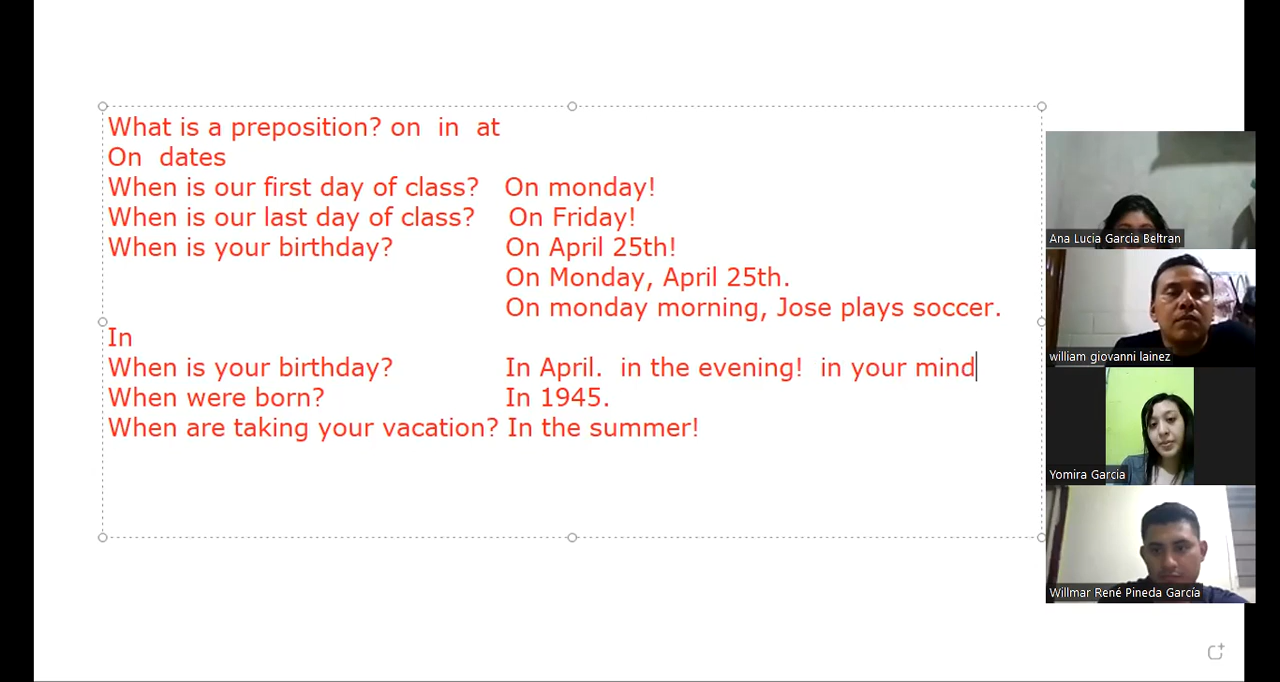 What is a preposition? on in at
On dates
When is our first day of class? On monday!
When is our last day of class? On Friday!
When is your birthday? On April 25th!
On Monday, April 25th.
On monday morning, Jose plays soccer.
In
When is your birthday? In April. in the evening! in your mind
When were born? In 1945.
When are taking your vacation? In the summer!
Ana Lucia Garcia Beltran
william giovanni lainez
Yomira Garcia
Willmar René Pineda García